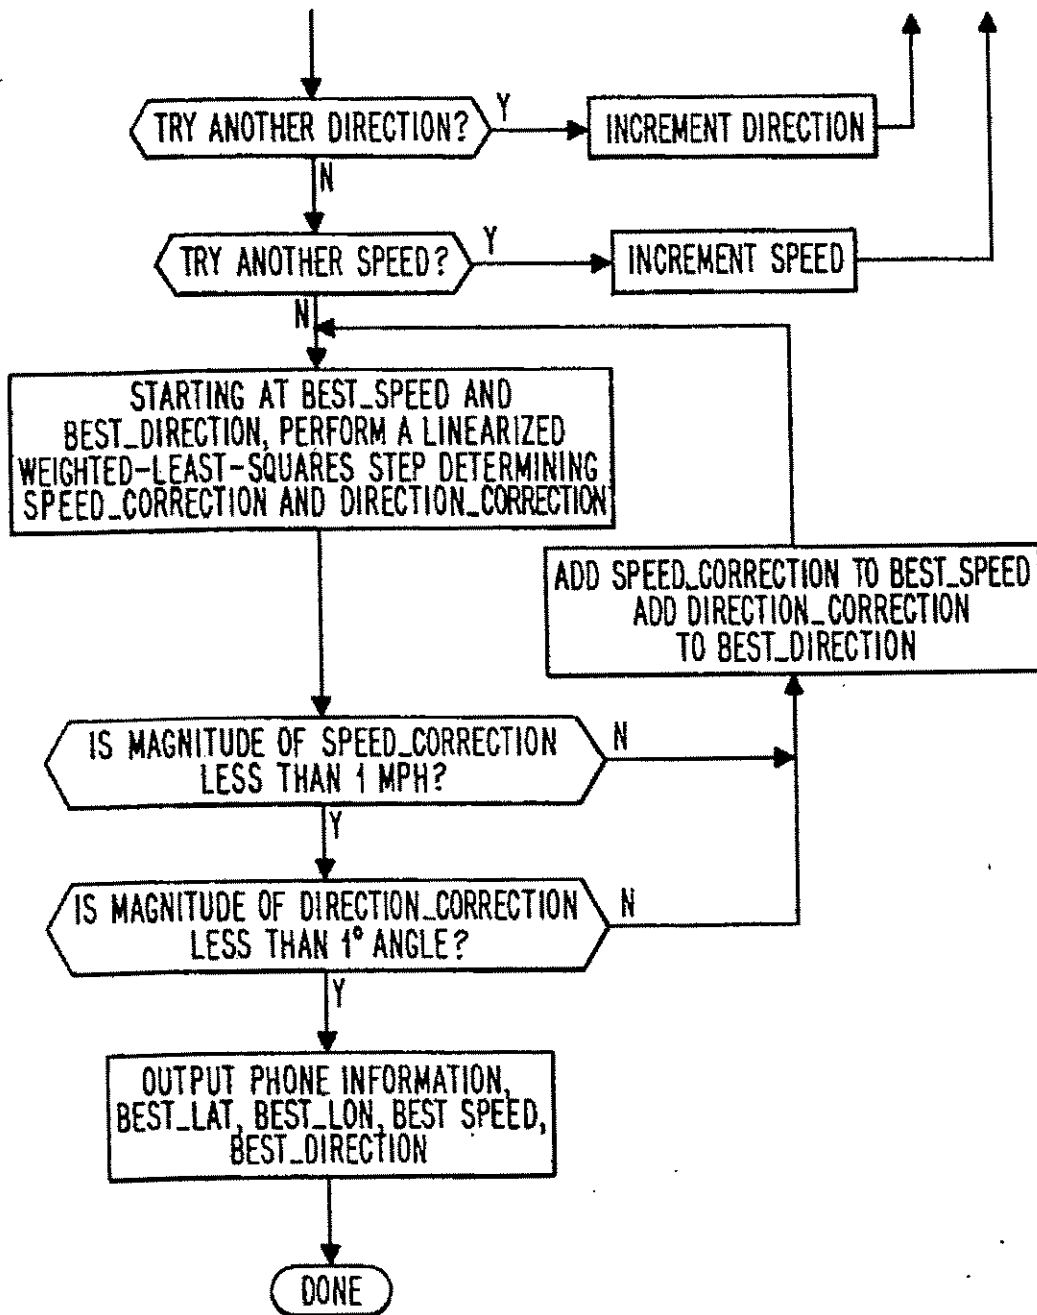 TRY ANOTHER DIRECTION?
Y
INCREMENT DIRECTION
N
TRY ANOTHER SPEED?
Y
INCREMENT SPEED
N
STARTING AT BEST_SPEED AND
BEST_DIRECTION, PERFORM A LINEARIZED
WEIGHTED-LEAST-SQUARES STEP DETERMINING
SPEED_CORRECTION AND DIRECTION_CORRECTION
ADD SPEED_CORRECTION TO BEST_SPEED
ADD DIRECTION_CORRECTION
TO BEST_DIRECTION
IS MAGNITUDE OF SPEED_CORRECTION
LESS THAN 1 MPH?
N
Y
IS MAGNITUDE OF DIRECTION_CORRECTION
LESS THAN 1° ANGLE?
N
Y
OUTPUT PHONE INFORMATION,
BEST_LAT, BEST_LON, BEST SPEED,
BEST_DIRECTION
DONE